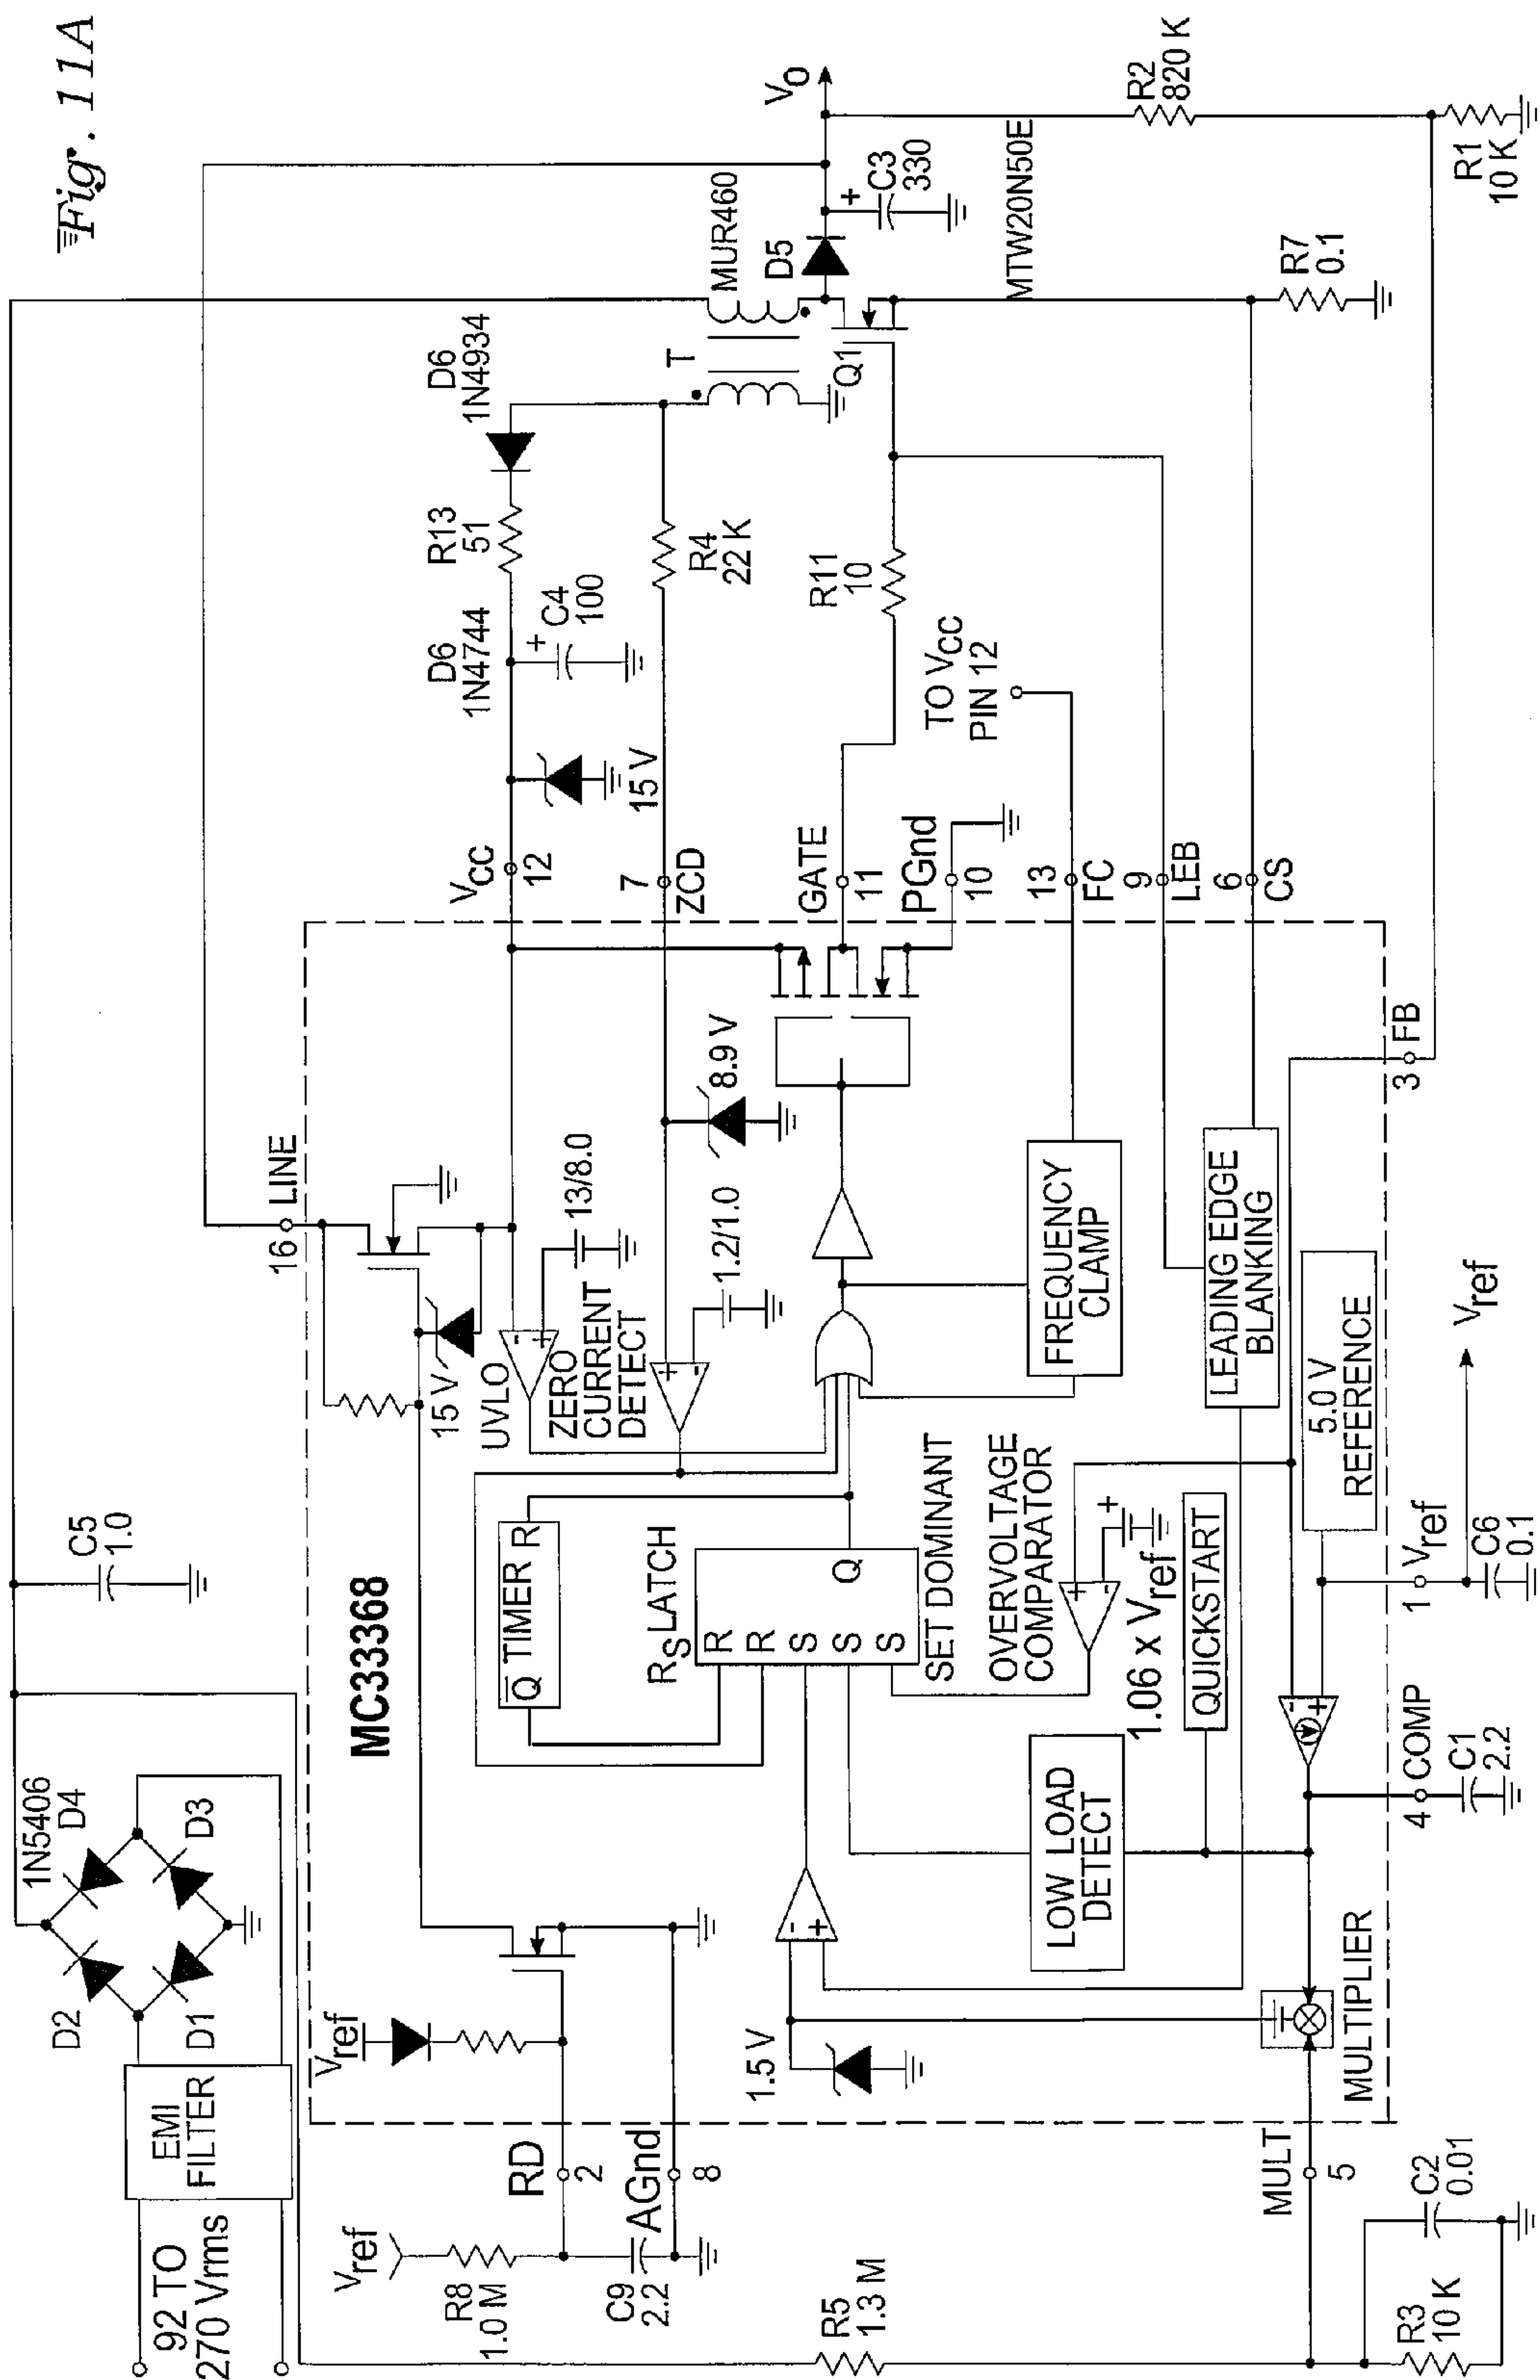 Fig. 11A
92 TO
270 Vrms
EMI
FILTER
D2
D1
1N5406
D4
D3
C5
1.0
MC33368
16
LINE
15 V
UVLO
13/8.0
ZERO
CURRENT
DETECT
1.2/1.0
8.9 V
VCC
12
D6
1N4744
C4
100
+
R13
51
D6
1N4934
15 V
7
ZCD
R4
22 K
T
MUR460
D5
VO
C3
330
+
Q1
MTW20N50E
R2
820 K
R1
10 K
R7
0.1
R11
10
GATE
11
PGnd
10
TO VCC
PIN 12
13
FC
9
LEB
6
CS
3
FB
Vref
R8
1.0 M
C9
2.2
RD
2
AGnd
8
Vref
Q TIMER R
RS LATCH
R
R
S
S
S
Q
SET DOMINANT
OVERVOLTAGE
COMPARATOR
+
-
+
1.06 x Vref
QUICKSTART
LOW LOAD
DETECT
FREQUENCY
CLAMP
LEADING EDGE
BLANKING
5.0 V
REFERENCE
Vref
1
Vref
C6
0.1
-
+
4
COMP
C1
2.2
1.5 V
-
+
MULTIPLIER
MULT
5
R5
1.3 M
R3
10 K
C2
0.01